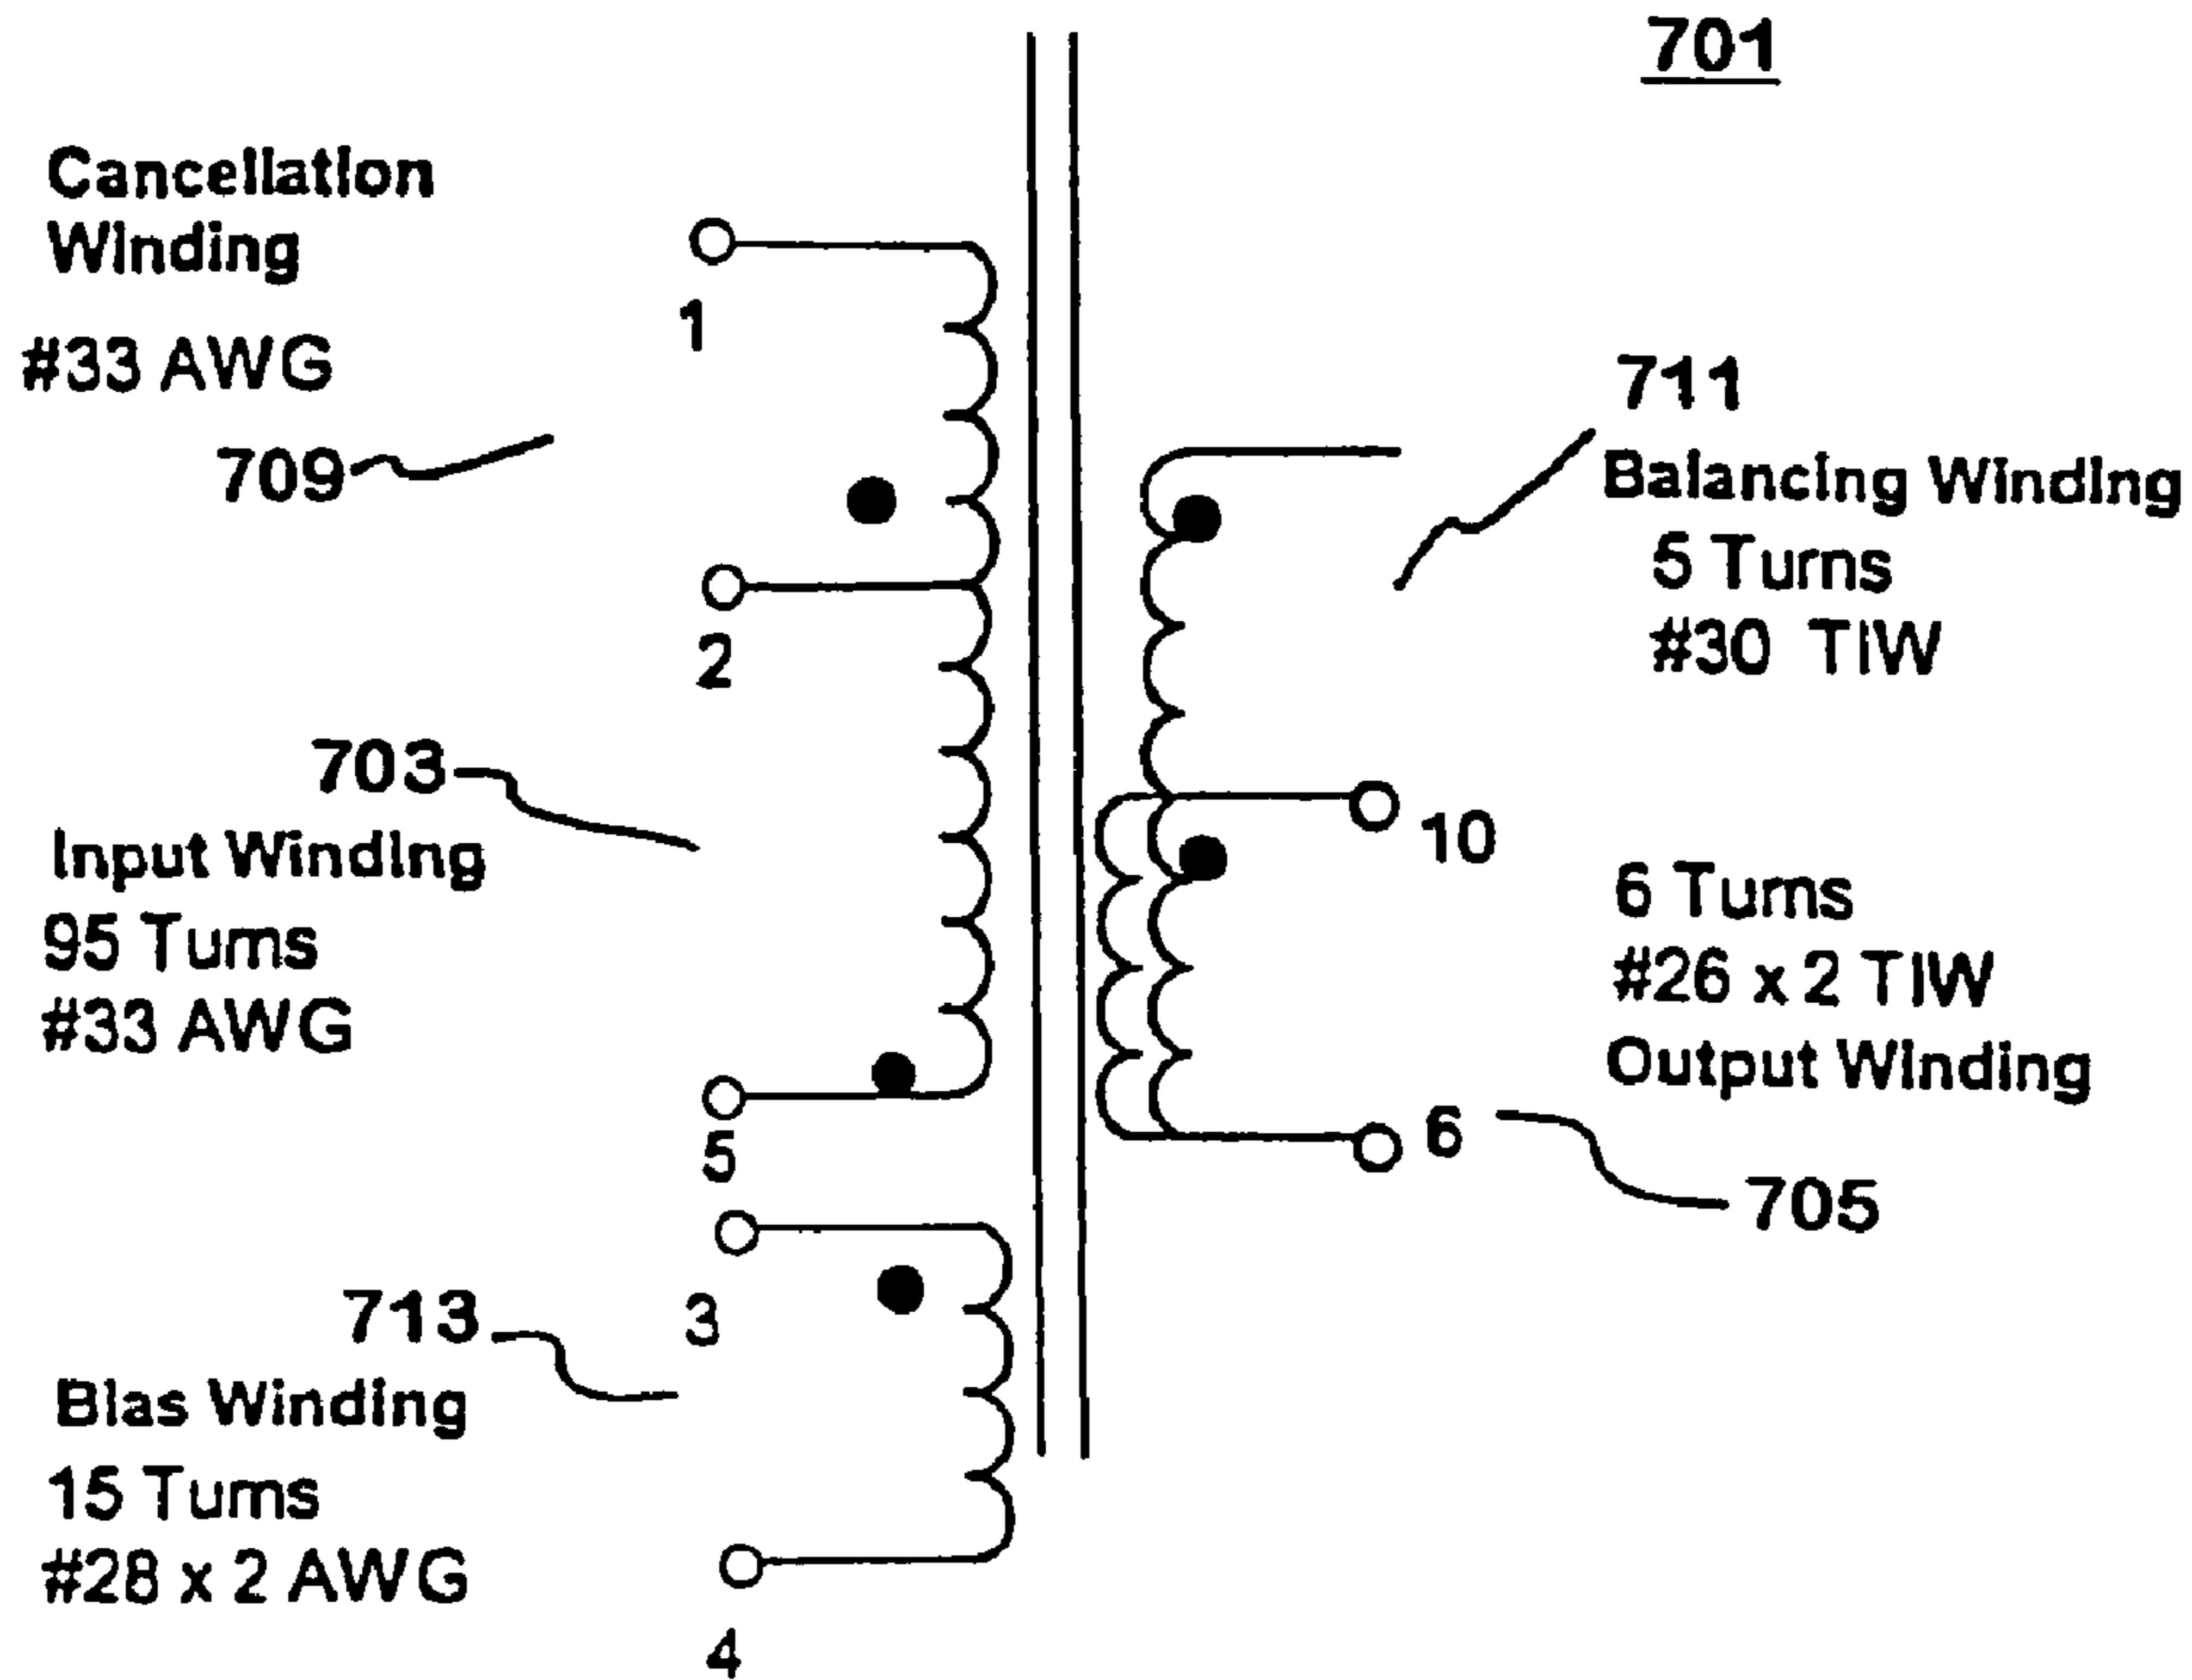 701
Cancellation
Winding
#33 AWG
709
1
2
703
Input Winding
95 Turns
#33 AWG
5
3
713
Bias Winding
15 Turns
#28 x 2 AWG
4
711
Balancing Winding
5 Turns
#30 TIW
10
6 Turns
#26 x 2 TIW
Output Winding
6
705